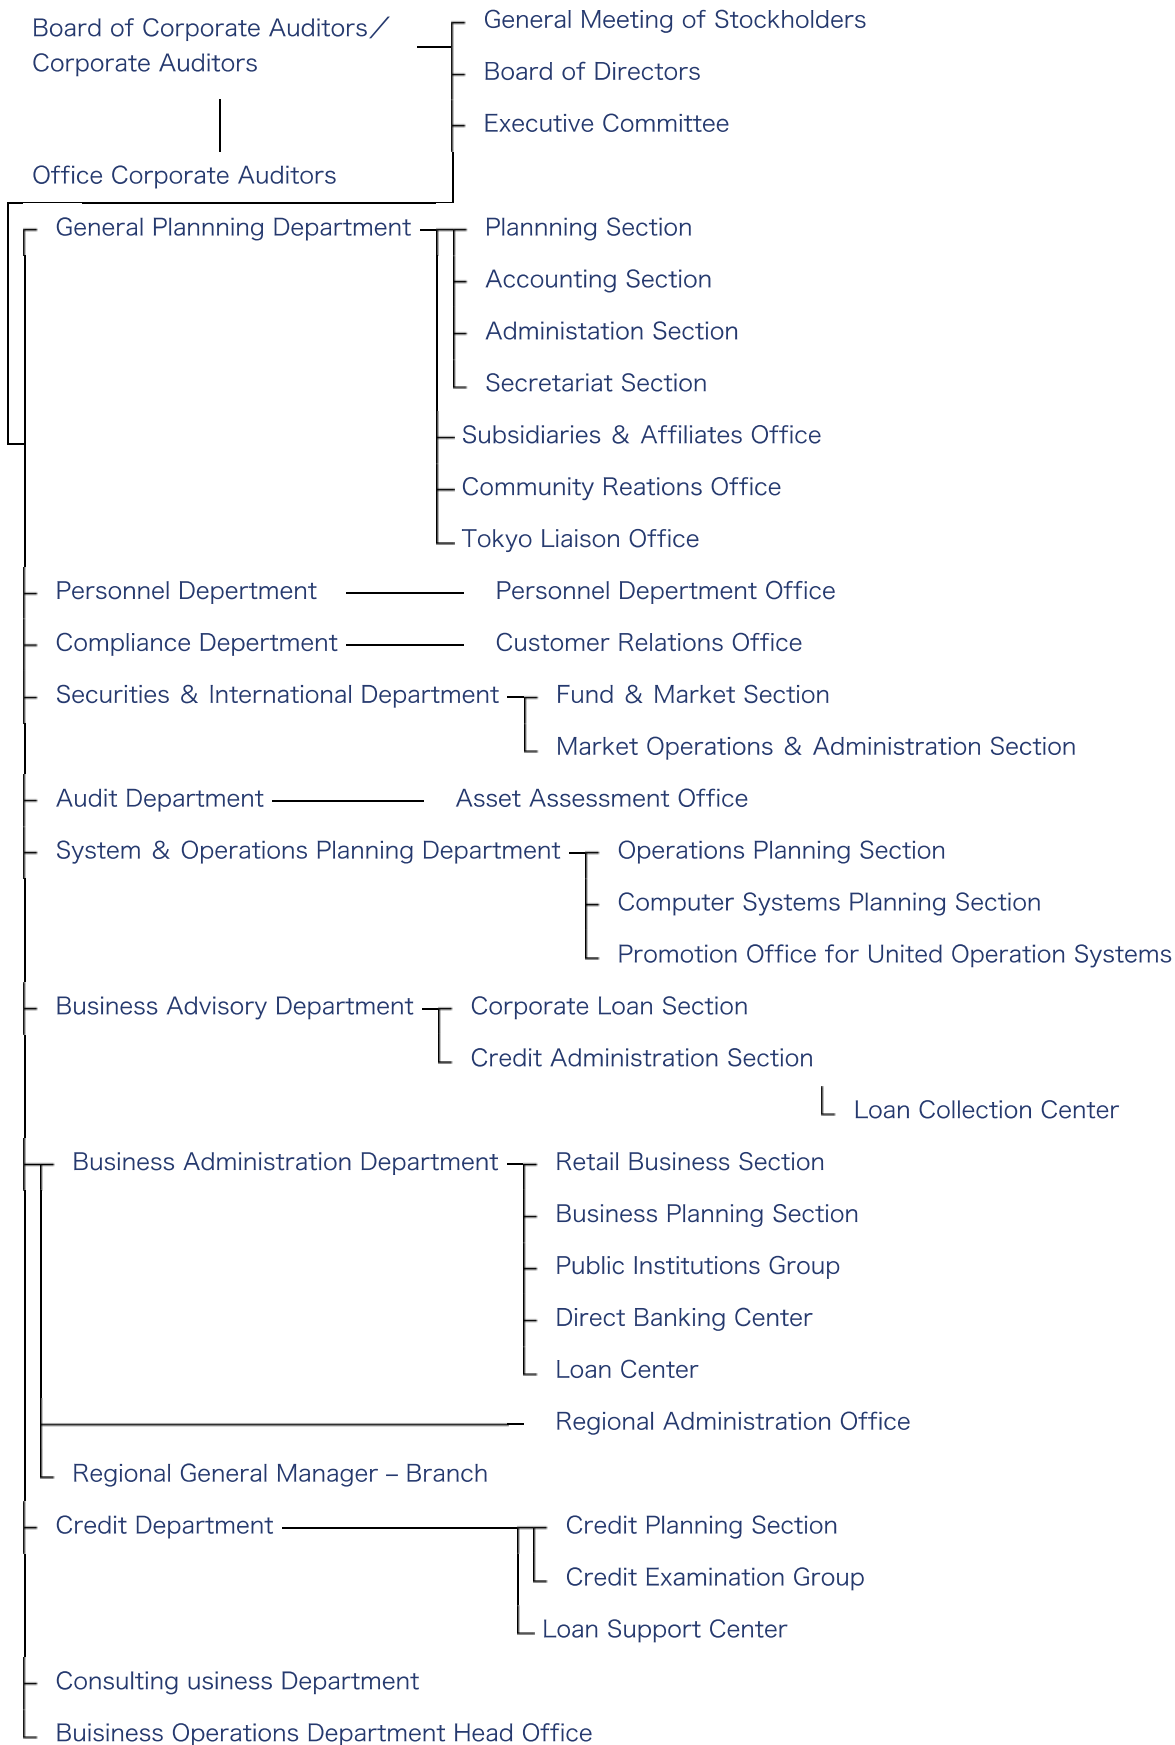 Board of Corporate Auditors／
Corporate Auditors
General Meeting of Stockholders
Board of Directors
Executive Committee
Office Corporate Auditors
General Plannning Department
Plannning Section
Accounting Section
Administation Section
Secretariat Section
Subsidiaries ＆ Affiliates Office
Community Reations Office
Tokyo Liaison Office
Personnel Depertment
Personnel Depertment Office
Compliance Depertment
Customer Relations Office
Securities ＆ International Department
Fund ＆ Market Section
Market Operations ＆ Administration Section
Audit Department
Asset Assessment Office
System ＆ Operations Planning Department
Operations Planning Section
Computer Systems Planning Section
Promotion Office for United Operation Systems
Business Advisory Department
Corporate Loan Section
Credit Administration Section
Loan Collection Center
Business Administration Department
Retail Business Section
Business Planning Section
Public Institutions Group
Direct Banking Center
Loan Center
Regional Administration Office
Regional General Manager – Branch
Credit Department
Credit Planning Section
Credit Examination Group
Loan Support Center
Consulting usiness Department
Buisiness Operations Department Head Office